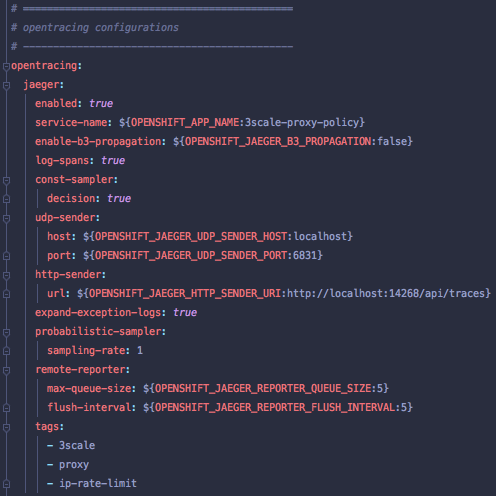 # =============================================
# opentracing configurations
# ---------------------------------------------
opentracing:
jaeger:
enabled: true
service-name: ${OPENSHIFT_APP_NAME:3scale-proxy-policy}
enable-b3-propagation: ${OPENSHIFT_JAEGER_B3_PROPAGATION:false}
log-spans: true
const-sampler:
decision: true
udp-sender:
host: ${OPENSHIFT_JAEGER_UDP_SENDER_HOST:localhost}
port: ${OPENSHIFT_JAEGER_UDP_SENDER_PORT:6831}
http-sender:
url: ${OPENSHIFT_JAEGER_HTTP_SENDER_URI:http://localhost:14268/api/traces}
expand-exception-logs: true
probabilistic-sampler:
sampling-rate: 1
remote-reporter:
max-queue-size: ${OPENSHIFT_JAEGER_REPORTER_QUEUE_SIZE:5}
flush-interval: ${OPENSHIFT_JAEGER_REPORTER_FLUSH_INTERVAL:5}
tags:
- 3scale
- proxy
- ip-rate-limit